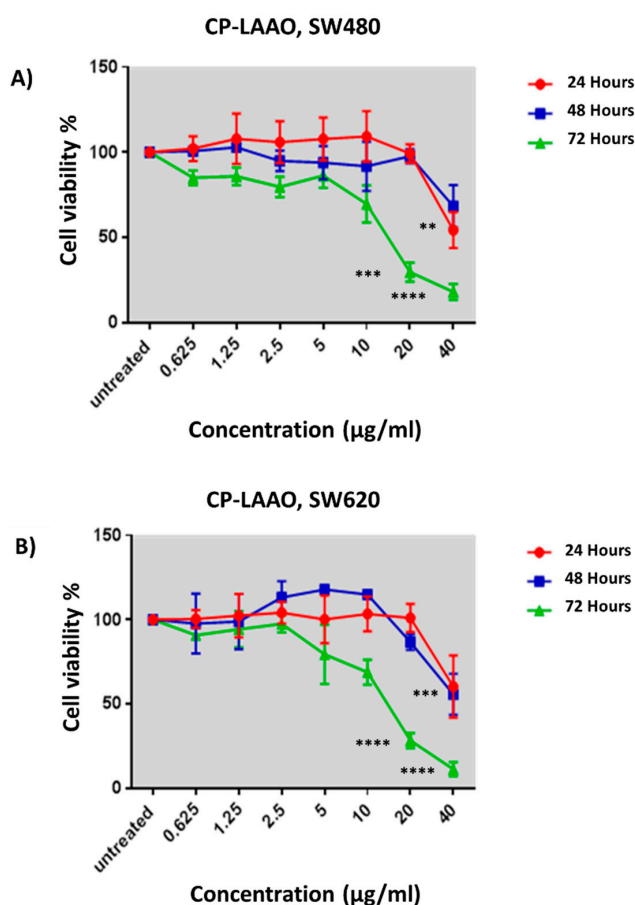 CP-LAAO, SW480
A)
24 Hours
48 Hours
72 Hours
Cell viability %
150
100
50
0
**
***
****
untreated
0.625
1.25
2.5
5
10
20
40
Concentration (µg/ml)
CP-LAAO, SW620
B)
24 Hours
48 Hours
72 Hours
Cell viability %
150
100
50
0
***
****
****
untreated
0.625
1.25
2.5
5
10
20
40
Concentration (µg/ml)